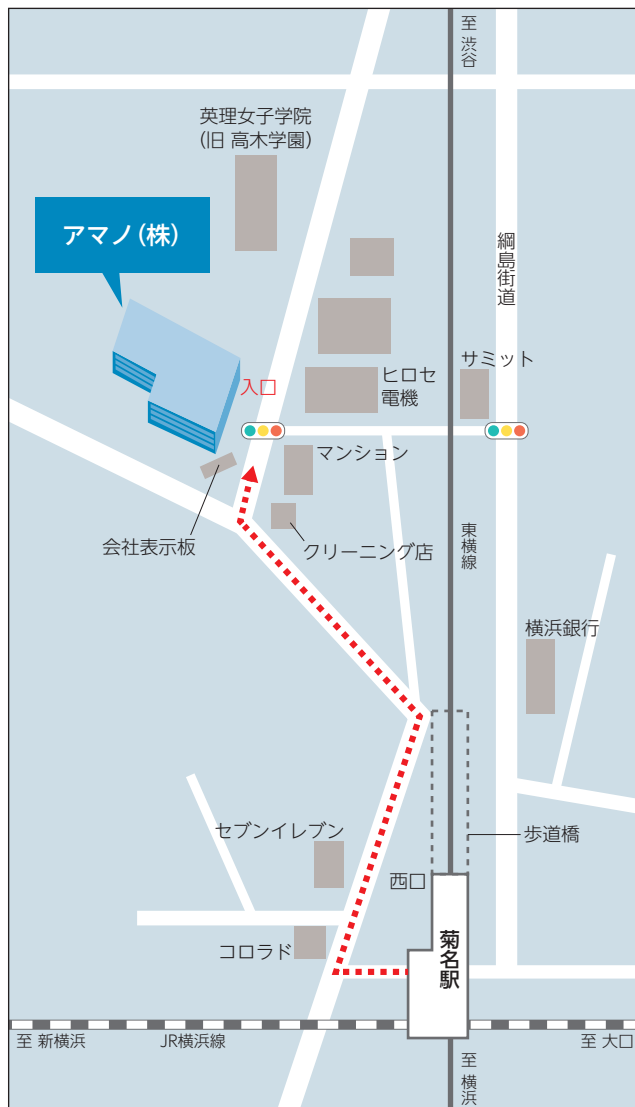 至 渋谷
英理女子学院
(旧 高木学園)
アマノ(株)
綱島街道
サミット
ヒロセ
電機
入口
マンション
会社表示板
クリーニング店
東横線
横浜銀行
セブンイレブン
歩道橋
西口
菊名駅
コロラド
至 新横浜
JR横浜線
至 大口
至 横浜